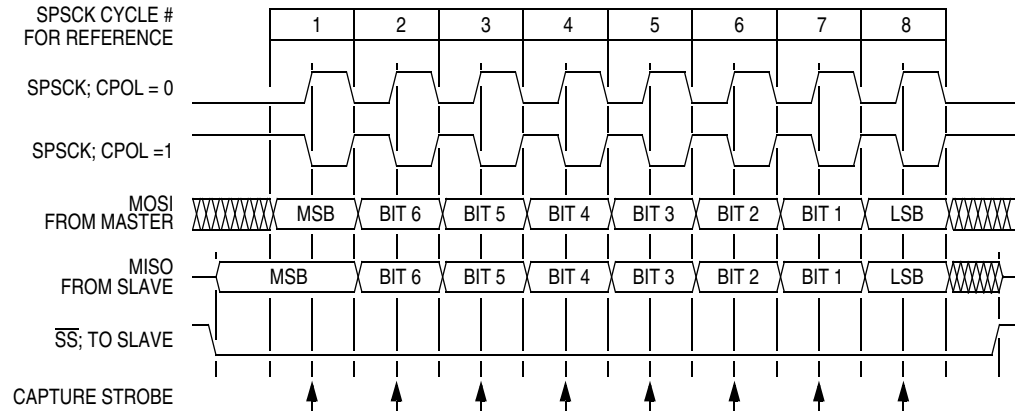 SPSCK CYCLE #
FOR REFERENCE
1 2 3 4 5 6 7 8
SPSCK; CPOL = 0
SPSCK; CPOL =1
MOSI
FROM MASTER
MSB BIT 6 BIT 5 BIT 4 BIT 3 BIT 2 BIT 1 LSB
MISO
FROM SLAVE
MSB BIT 6 BIT 5 BIT 4 BIT 3 BIT 2 BIT 1 LSB
S̅S̅; TO SLAVE
CAPTURE STROBE